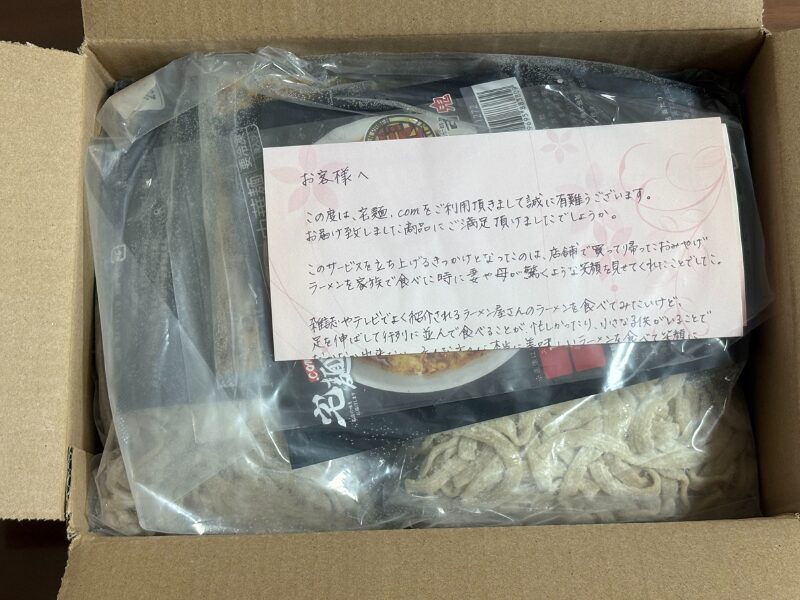 お客様へ
この度は、宅麺.comをご利用頂きまして誠に有難うございます。
お届け致しました商品にご満足頂けましたでしょうか。
このサービスを立ち上げるきっかけとなったのは、店舗で買って帰ったおみやげ
ラーメンを家族で食べた時に妻や母が驚くような笑顔を見せてくれたことでした。
雑誌やテレビでよく紹介されるラーメン屋さんのラーメンを食べてみたいけど、
足を伸ばして行列に並んで食べることが忙しかったり、小さな子供がいることで
宅麺